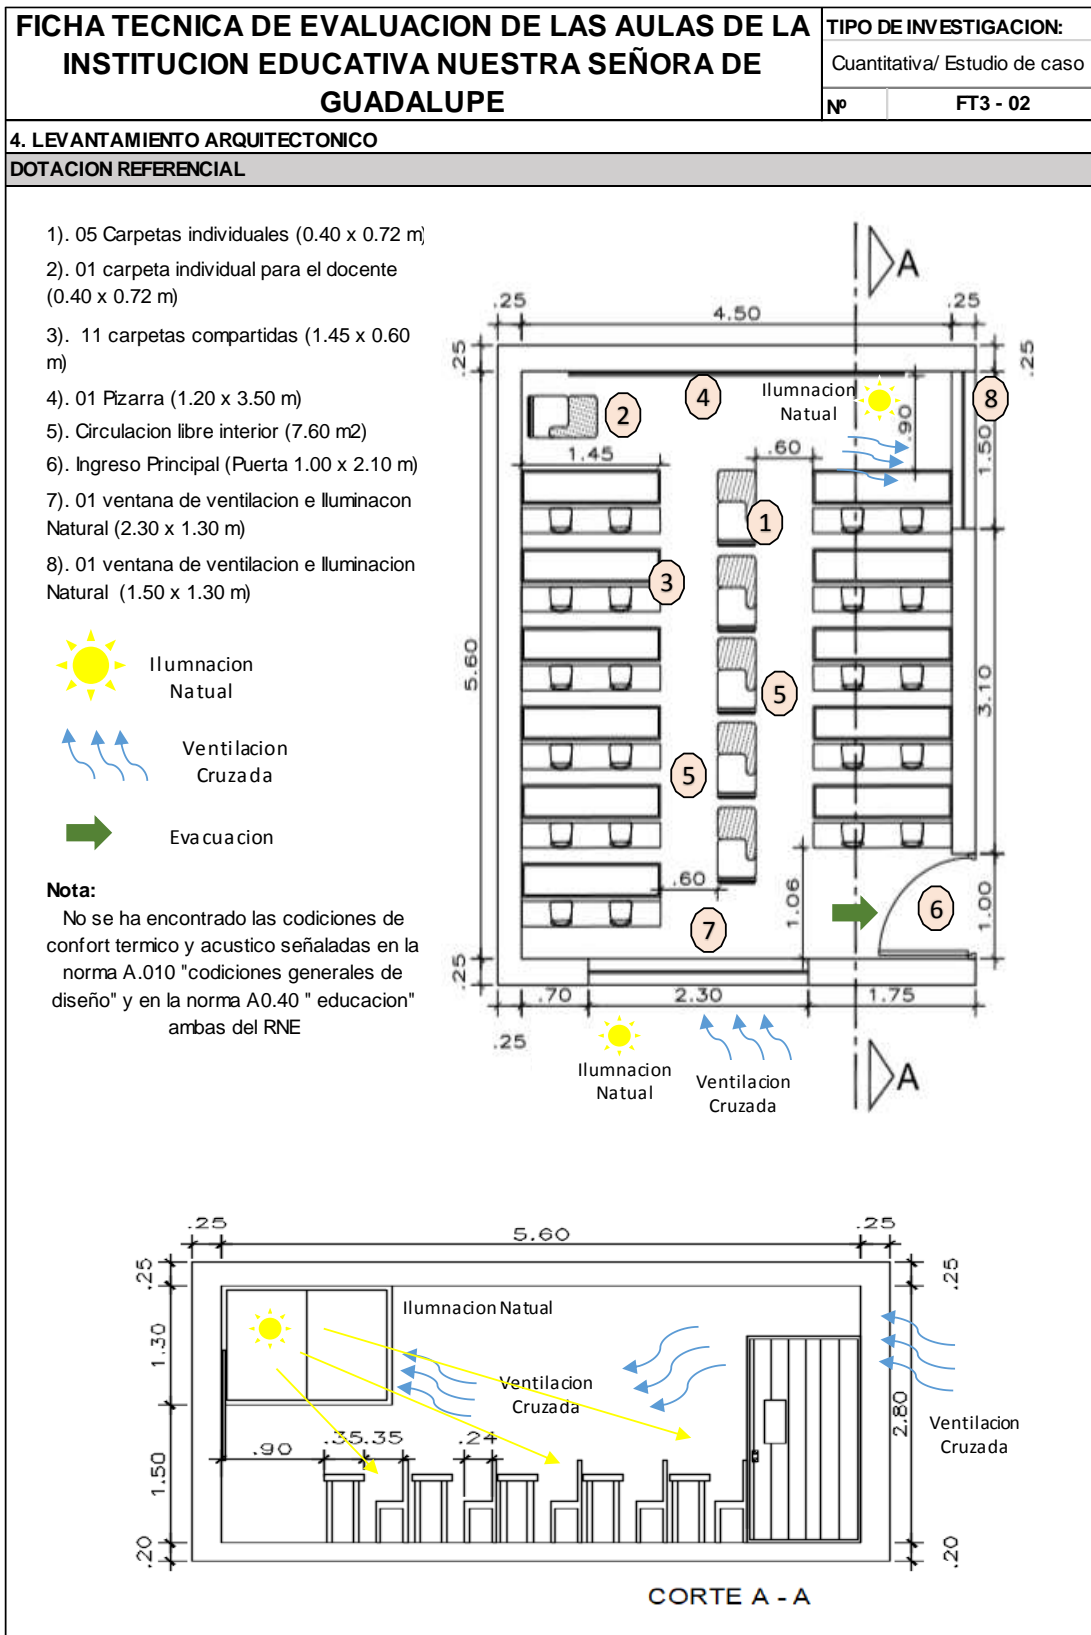 FICHA TECNICA DE EVALUACION DE LAS AULAS DE LA
INSTITUCION EDUCATIVA NUESTRA SEÑORA DE
GUADALUPE
TIPO DE INVESTIGACION:
Cuantitativa/ Estudio de caso
Nº
FT3 - 02
4. LEVANTAMIENTO ARQUITECTONICO
DOTACION REFERENCIAL
1). 05 Carpetas individuales (0.40 x 0.72 m)
2). 01 carpeta individual para el docente
(0.40 x 0.72 m)
3). 11 carpetas compartidas (1.45 x 0.60
m)
4). 01 Pizarra (1.20 x 3.50 m)
5). Circulacion libre interior (7.60 m2)
6). Ingreso Principal (Puerta 1.00 x 2.10 m)
7). 01 ventana de ventilacion e Iluminacon
Natural (2.30 x 1.30 m)
8). 01 ventana de ventilacion e Iluminacion
Natural (1.50 x 1.30 m)
Ilumnacion
Natual
Ventilacion
Cruzada
Evacuacion
Nota:
No se ha encontrado las codiciones de
confort termico y acustico señaladas en la
norma A.010 "codiciones generales de
diseño" y en la norma A0.40 " educacion"
ambas del RNE
A
.25
4.50
.25
.25
.25
4
Ilumnacion
Natual
8
2
.90
1.50
1.45
.60
1
3
5.60
5
3.10
5
.60
1.06
6
1.00
7
.25
.70
2.30
1.75
.25
Ilumnacion
Natual
Ventilacion
Cruzada
A
.25
5.60
.25
.25
.25
Ilumnacion Natual
1.30
Ventilacion
Cruzada
2.80
Ventilacion
Cruzada
.90
.35
.35
.24
1.50
.20
.20
CORTE A - A